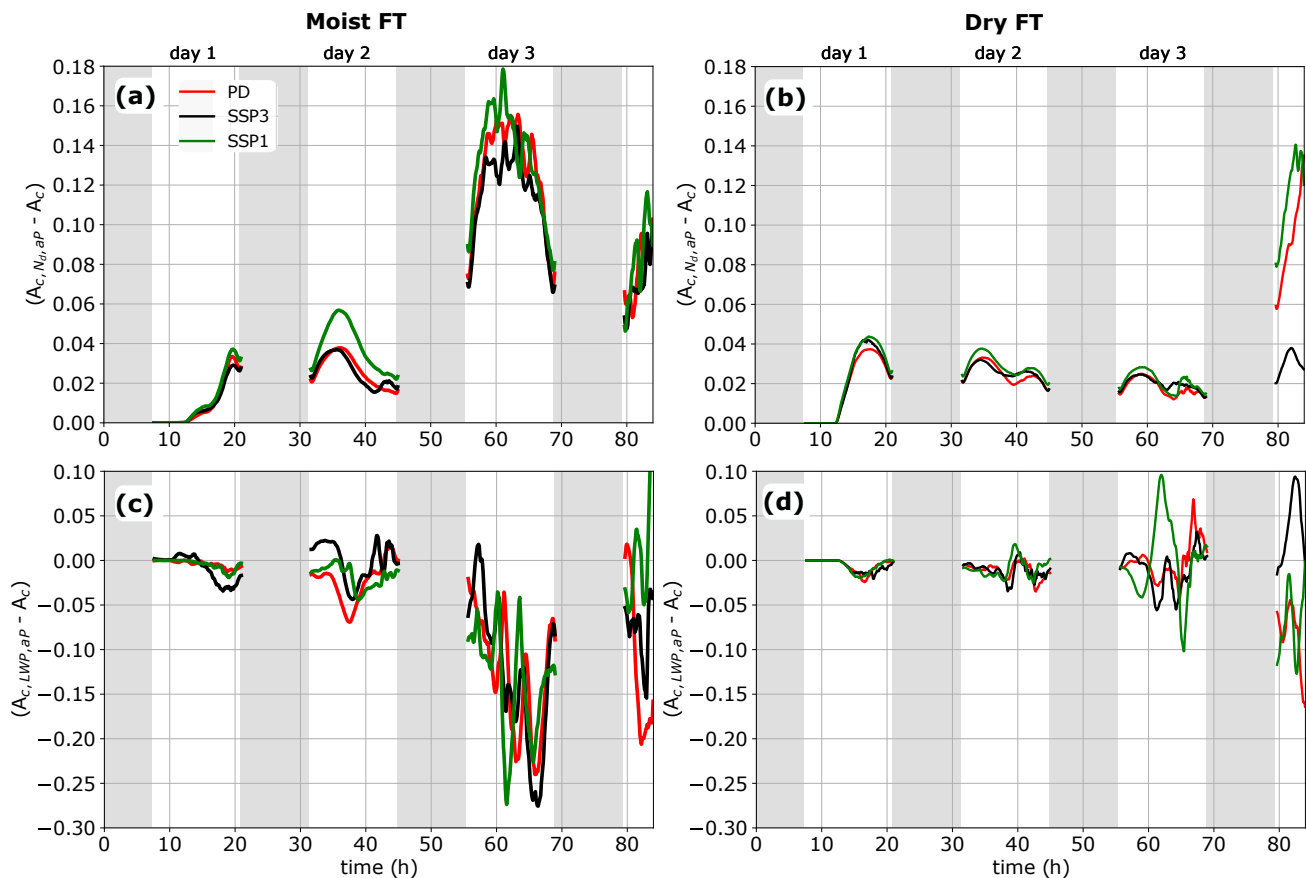 Moist FT
Dry FT
day 1 day 2 day 3
day 1 day 2 day 3
(a)
PD
SSP3
SSP1
0.18
0.16
0.14
0.12
0.10
0.08
0.06
0.04
0.02
0.00
(A_{c,N_d,aP} - A_c)
0 10 20 30 40 50 60 70 80
(b)
0.18
0.16
0.14
0.12
0.10
0.08
0.06
0.04
0.02
0.00
(A_{c,N_d,aP} - A_c)
0 10 20 30 40 50 60 70 80
(c)
0.10
0.05
0.00
−0.05
−0.10
−0.15
−0.20
−0.25
−0.30
(A_{c,LWP,aP} - A_c)
0 10 20 30 40 50 60 70 80
time (h)
(d)
0.10
0.05
0.00
−0.05
−0.10
−0.15
−0.20
−0.25
−0.30
(A_{c,LWP,aP} - A_c)
0 10 20 30 40 50 60 70 80
time (h)